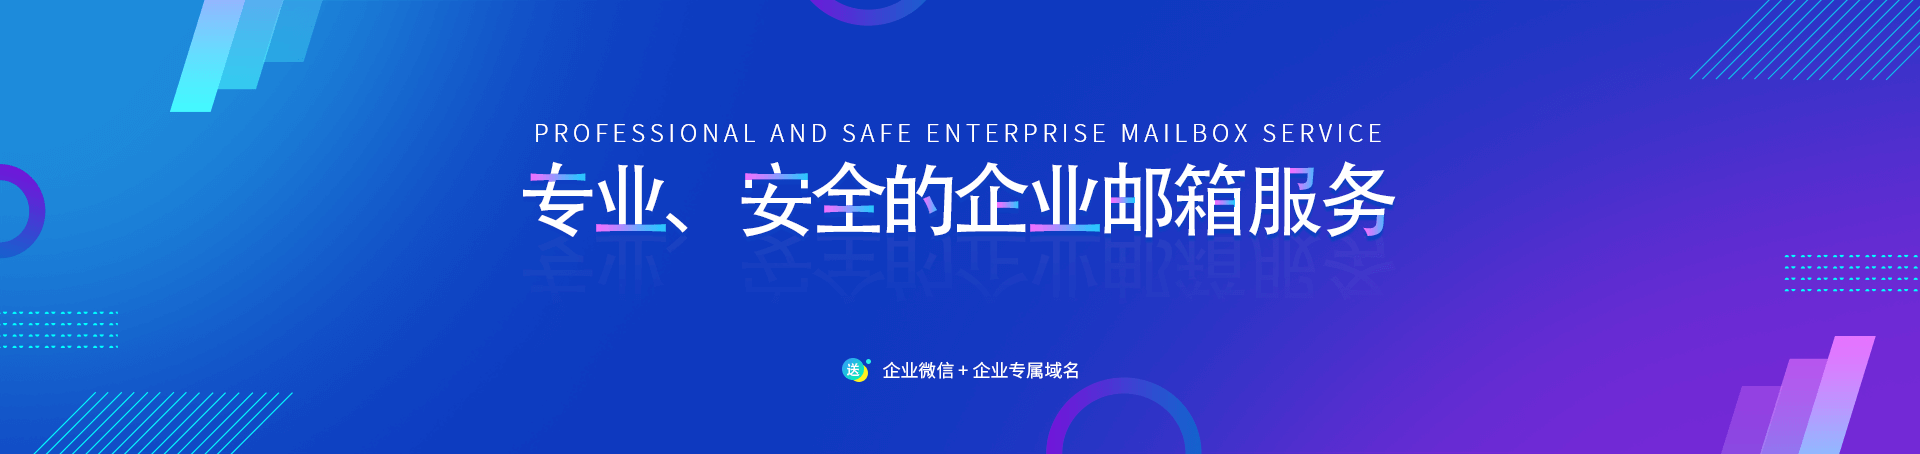 PROFESSIONAL AND SAFE ENTERPRISE MAILBOX SERVICE
专业、安全的企业邮箱服务
送 企业微信 + 企业专属域名